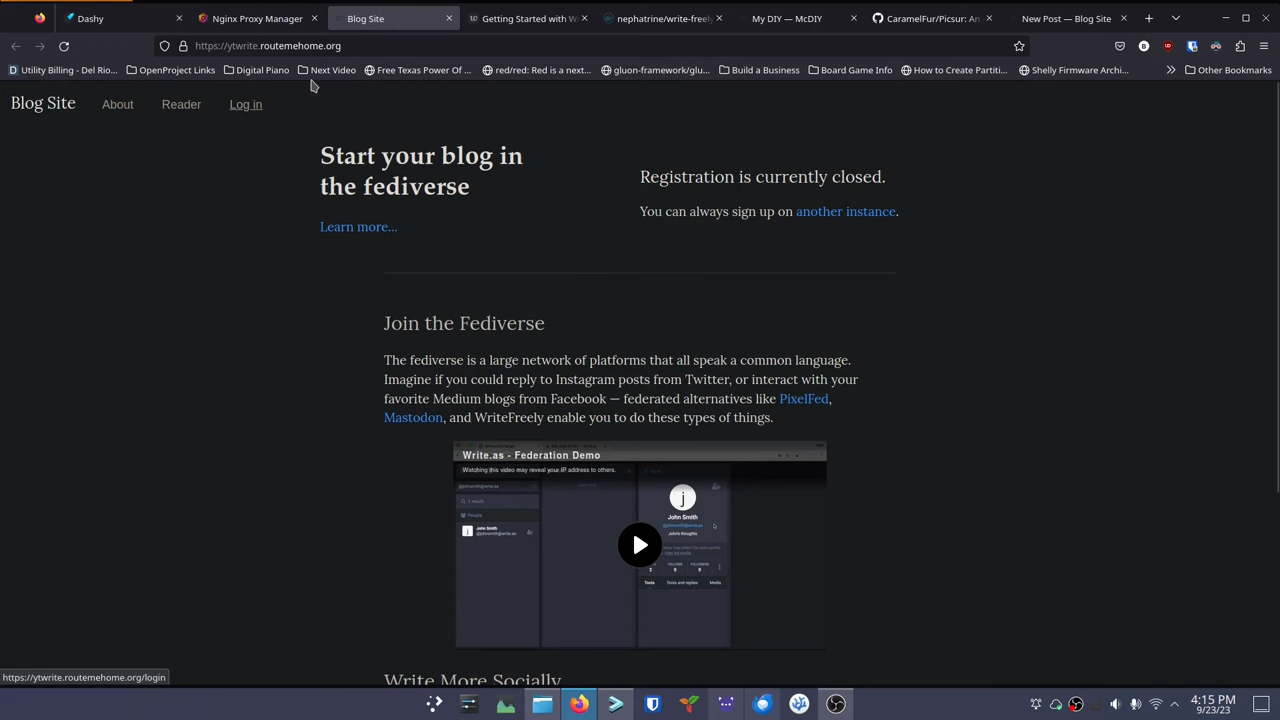 Dashy
Nginx Proxy Manager
Blog Site
Getting Started with W
nephatrine/write-freely
My DIY — McDIY
CaramelFur/Picsur: An
New Post — Blog Site
https://ytwrite.routemehome.org
Utility Billing - Del Rio...
OpenProject Links
Digital Piano
Next Video
Free Texas Power Of ...
red/red: Red is a next...
gluon-framework/glu...
Build a Business
Board Game Info
How to Create Partiti...
Shelly Firmware Archi...
Other Bookmarks
Blog Site
About
Reader
Log in
Start your blog in
the fediverse
Learn more...
Registration is currently closed.
You can always sign up on another instance.
Join the Fediverse
The fediverse is a large network of platforms that all speak a common language.
Imagine if you could reply to Instagram posts from Twitter, or interact with your
favorite Medium blogs from Facebook — federated alternatives like PixelFed,
Mastodon, and WriteFreely enable you to do these types of things.
Write.as - Federation Demo
Watching this video may reveal your IP address to others.
@johnsmith@write.as
1 result
People
John Smith
@johnsmith@write.as
John Smith
@johnsmith@write.as
John's thoughts
2 0 0
Toots Toots and replies Media
Write More Socially
https://ytwrite.routemehome.org/login
4:15 PM
9/23/23